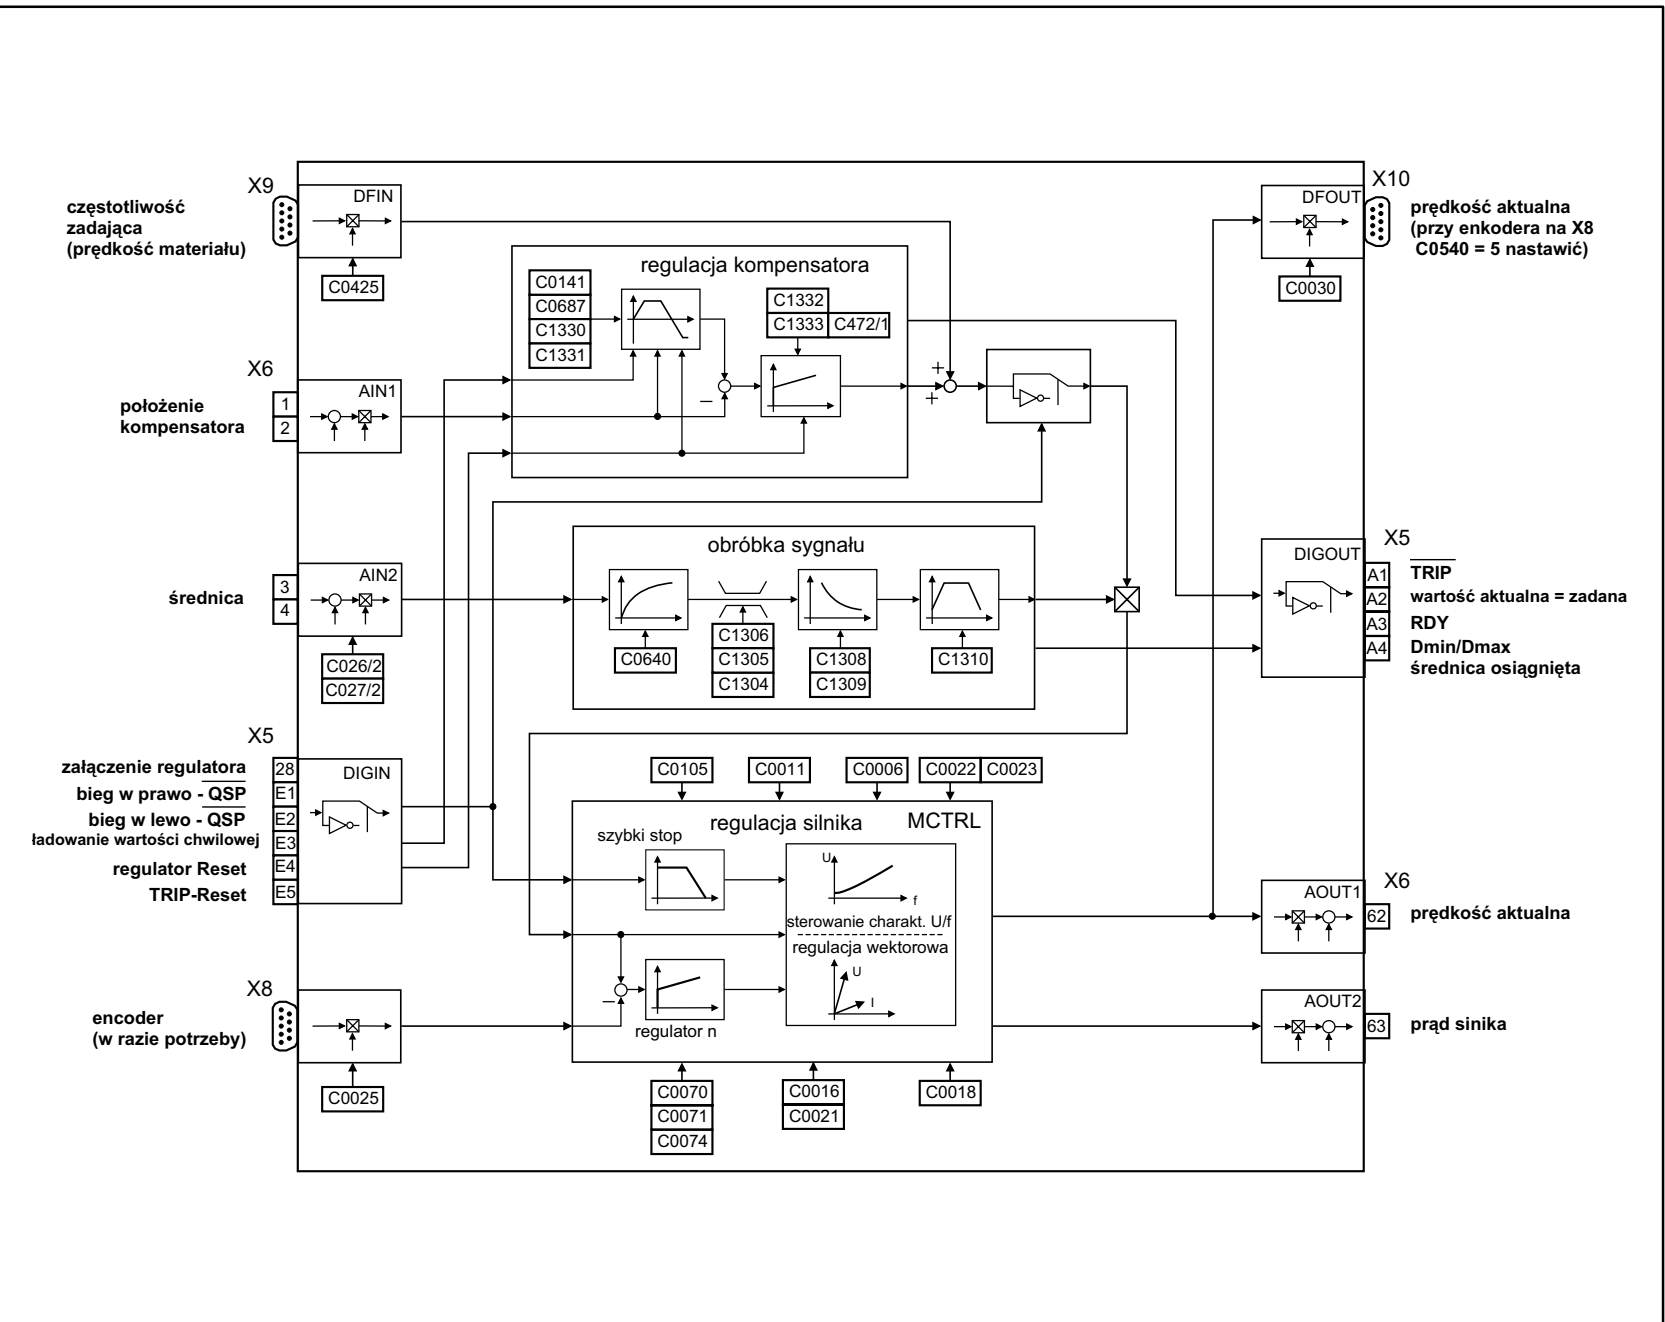 X9
DFIN
częstotliwość
zadająca
(prędkość materiału)
C0425
X10
DFOUT
prędkość aktualna
(przy enkodera na X8
C0540 = 5 nastawić)
C0030
regulacja kompensatora
C0141
C0687
C1330
C1331
C1332
C1333 C472/1
X6
AIN1
położenie
kompensatora
1
2
+
+
−
obróbka sygnału
C0640
C1306
C1305
C1304
C1308
C1309
C1310
AIN2
średnica
3
4
C026/2
C027/2
X5
DIGOUT
A1 TRIP
A2 wartość aktualna = zadana
A3 RDY
A4 Dmin/Dmax
średnica osiągnięta
X5
DIGIN
załączenie regulatora 28
bieg w prawo - QSP E1
bieg w lewo - QSP E2
ładowanie wartości chwilowej E3
regulator Reset E4
TRIP-Reset E5
C0105
C0011
C0006
C0022 C0023
regulacja silnika MCTRL
szybki stop
U
f
sterowanie charakt. U/f
regulacja wektorowa
U
I
−
regulator n
C0070
C0071
C0074
C0016
C0021
C0018
X8
encoder
(w razie potrzeby)
C0025
X6
AOUT1
62 prędkość aktualna
AOUT2
63 prąd sinika